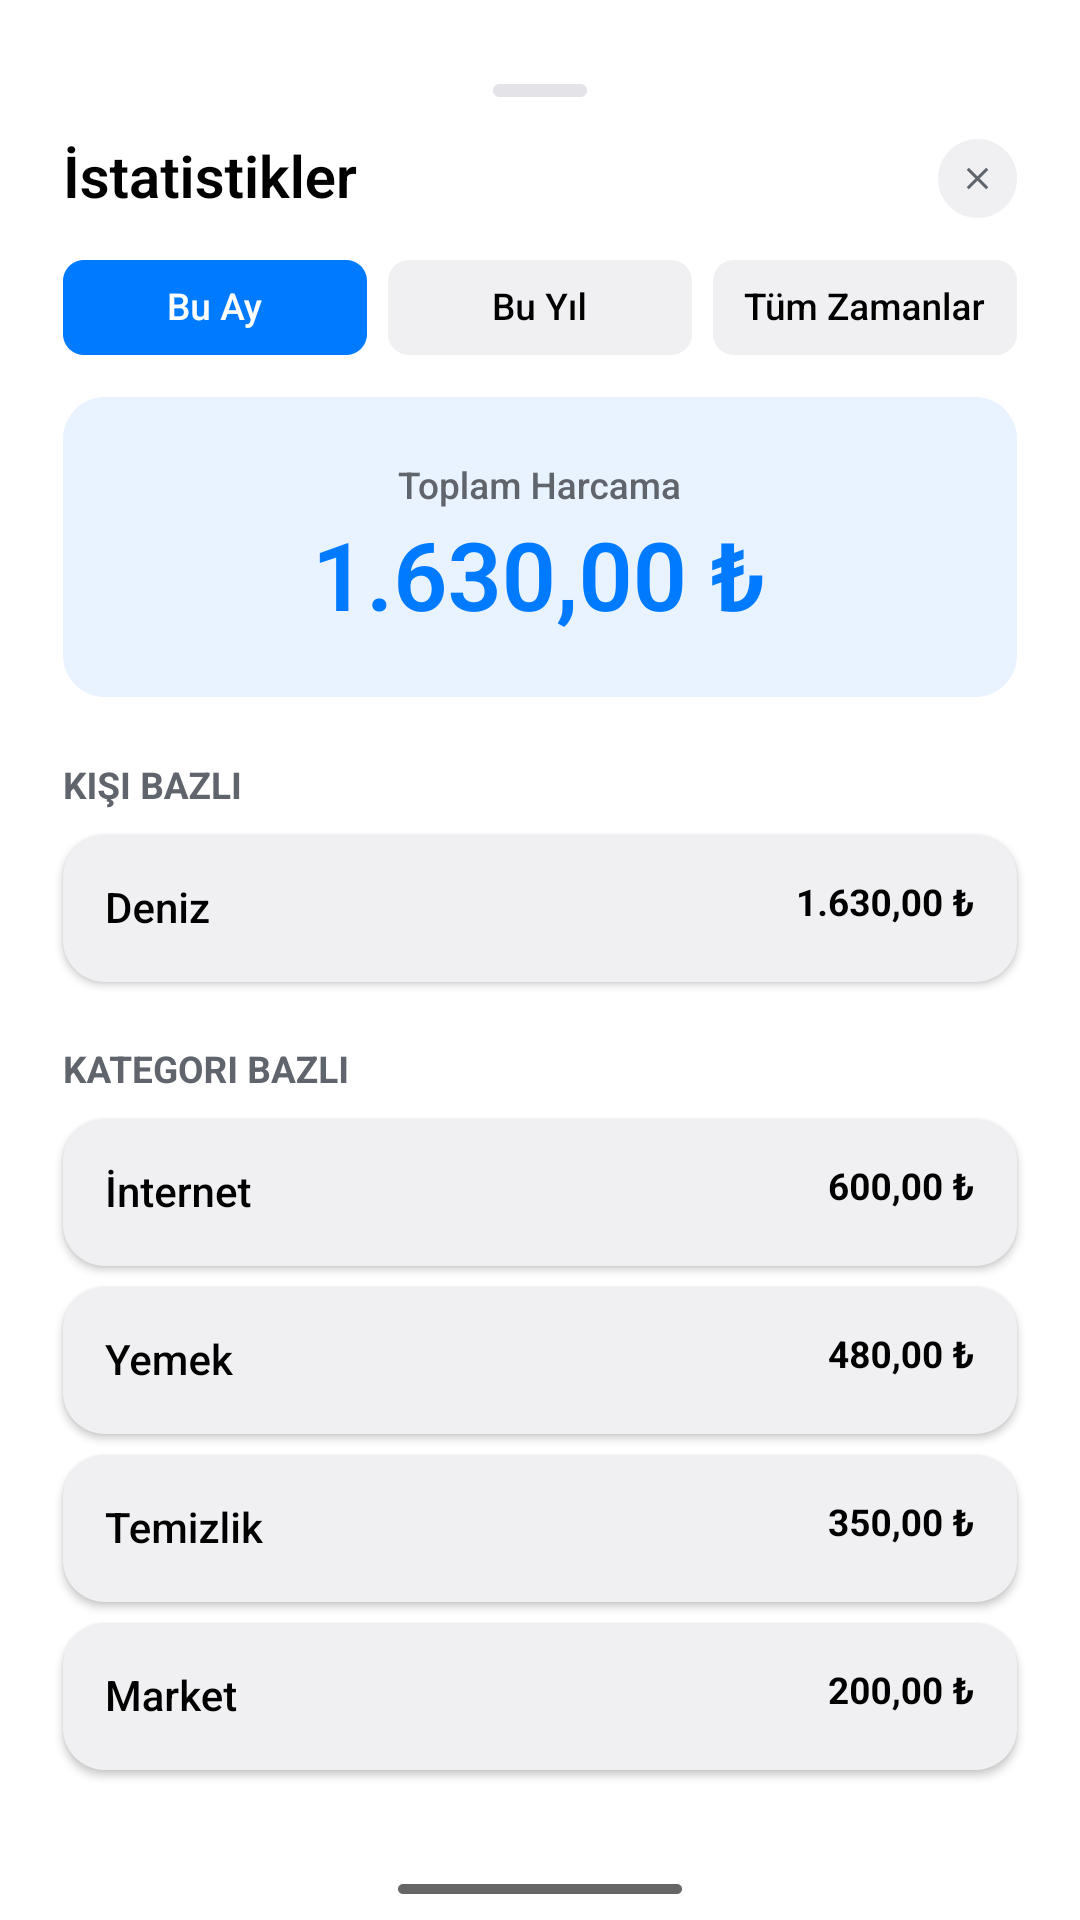 İstatistikler
Bu Ay
Bu Yıl
Tüm Zamanlar
Toplam Harcama
1.630,00 ₺
KIŞI BAZLI
Deniz
1.630,00 ₺
KATEGORI BAZLI
İnternet
600,00 ₺
Yemek
480,00 ₺
Temizlik
350,00 ₺
Market
200,00 ₺